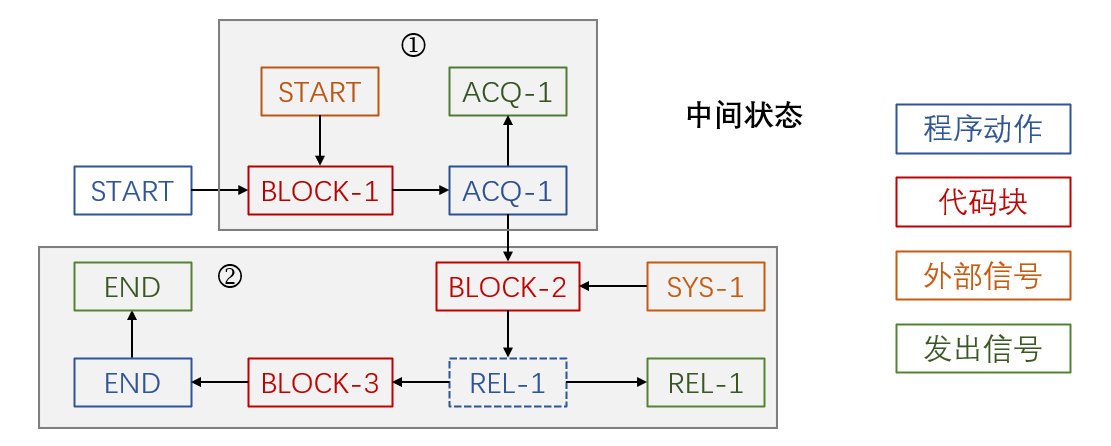 ①
START
ACQ-1
中间状态
程序动作
START
BLOCK-1
ACQ-1
代码块
②
END
BLOCK-2
SYS-1
外部信号
END
BLOCK-3
REL-1
REL-1
发出信号